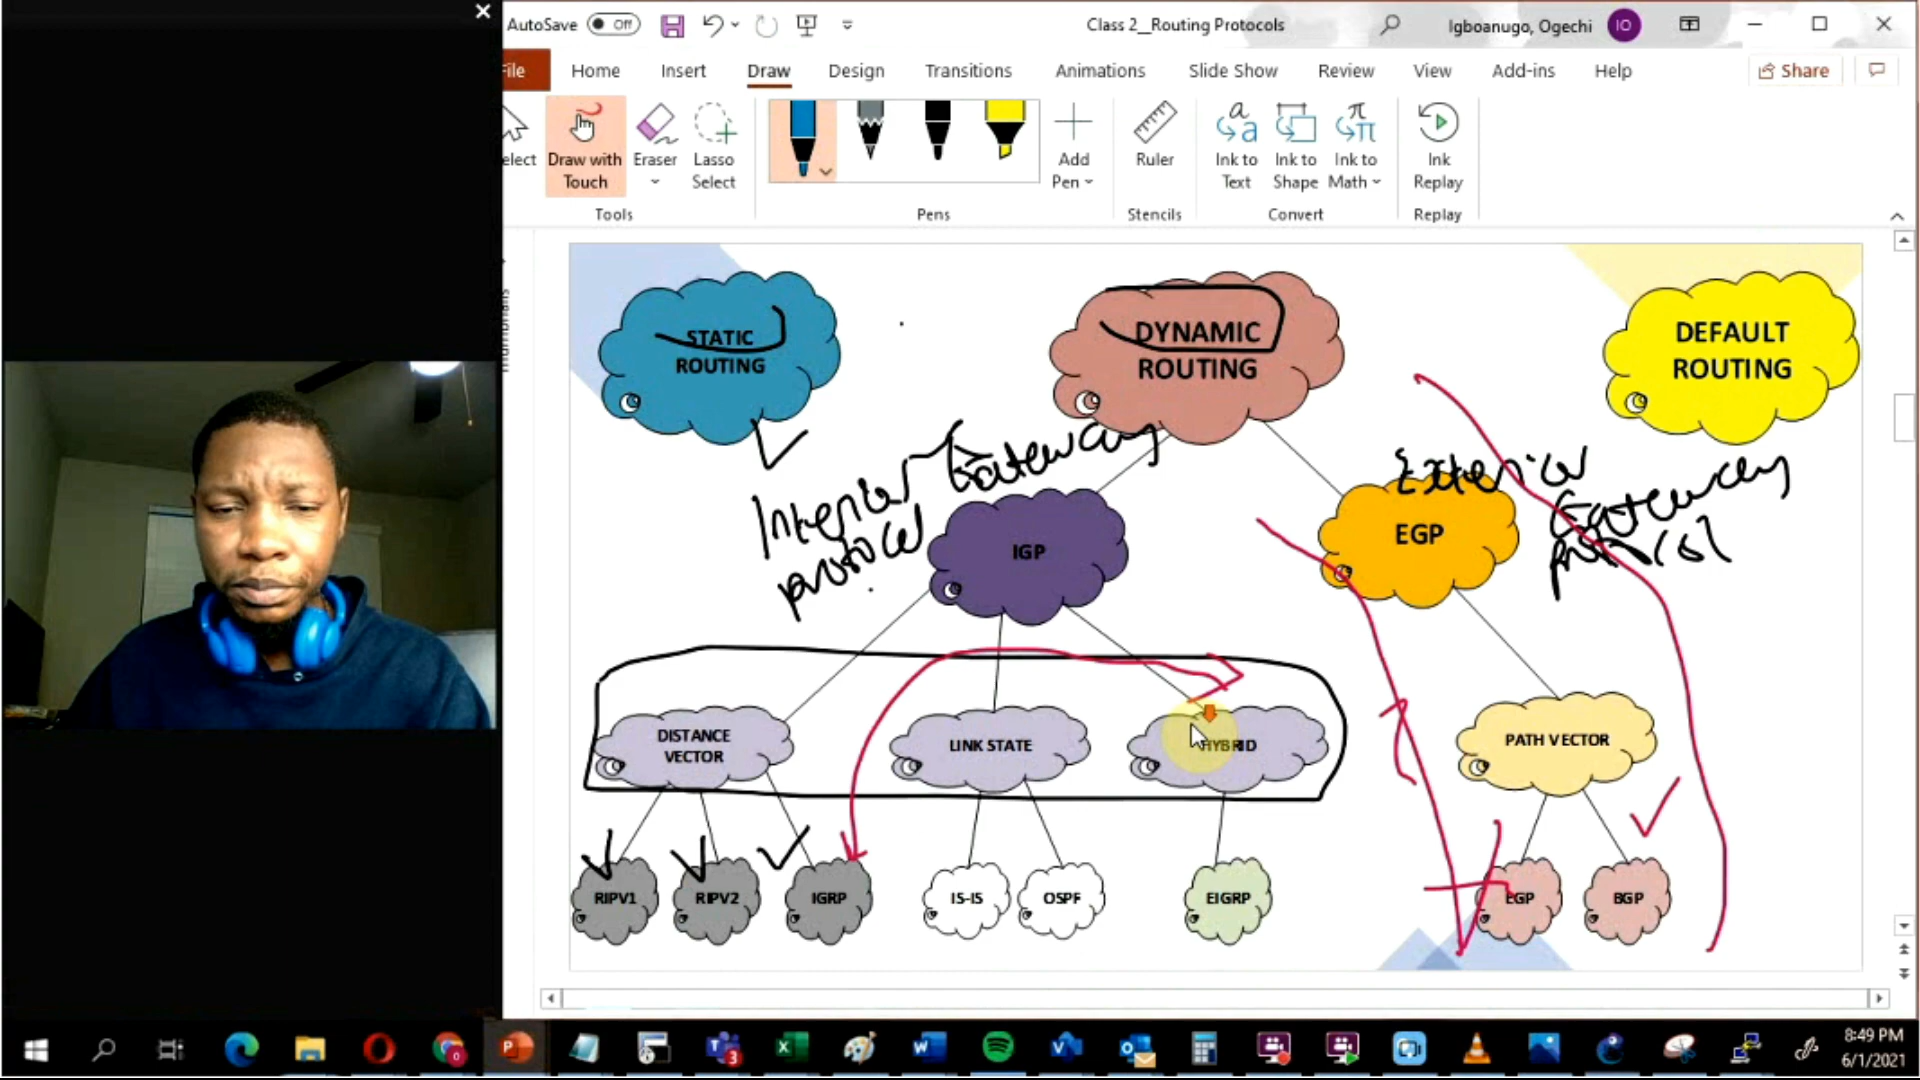 AutoSave Off Class 2__Routing Protocols Igboanugo, Ogechi IO
File Home Insert Draw Design Transitions Animations Slide Show Review View Add-ins Help Share
elect
Draw with
Touch
Eraser
Lasso
Select
Add
Pen
Ruler
Ink to
Text
Ink to
Shape
Ink to
Math
Ink
Replay
Tools Pens Stencils Convert Replay
STATIC
ROUTING
DYNAMIC
ROUTING
DEFAULT
ROUTING
Interior Gateway
protocol
Exterior
Gateway
IGP
EGP
DISTANCE
VECTOR
LINK STATE
HYBRID
PATH VECTOR
RIPV1
RIPV2
IGRP
IS-IS
OSPF
EIGRP
EGP
BGP
8:49 PM
6/1/2021